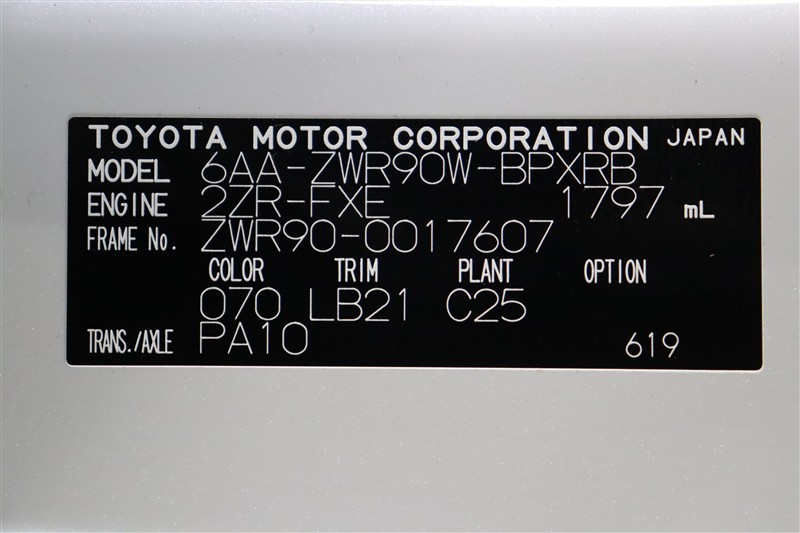 TOYOTA MOTOR CORPORATION JAPAN
MODEL 6AA-ZWR90W-BPXRB
ENGINE 2ZR-FXE 1797 mL
FRAME No. ZWR90-0017607
COLOR TRIM PLANT OPTION
070 LB21 C25
TRANS./AXLE PA10 619